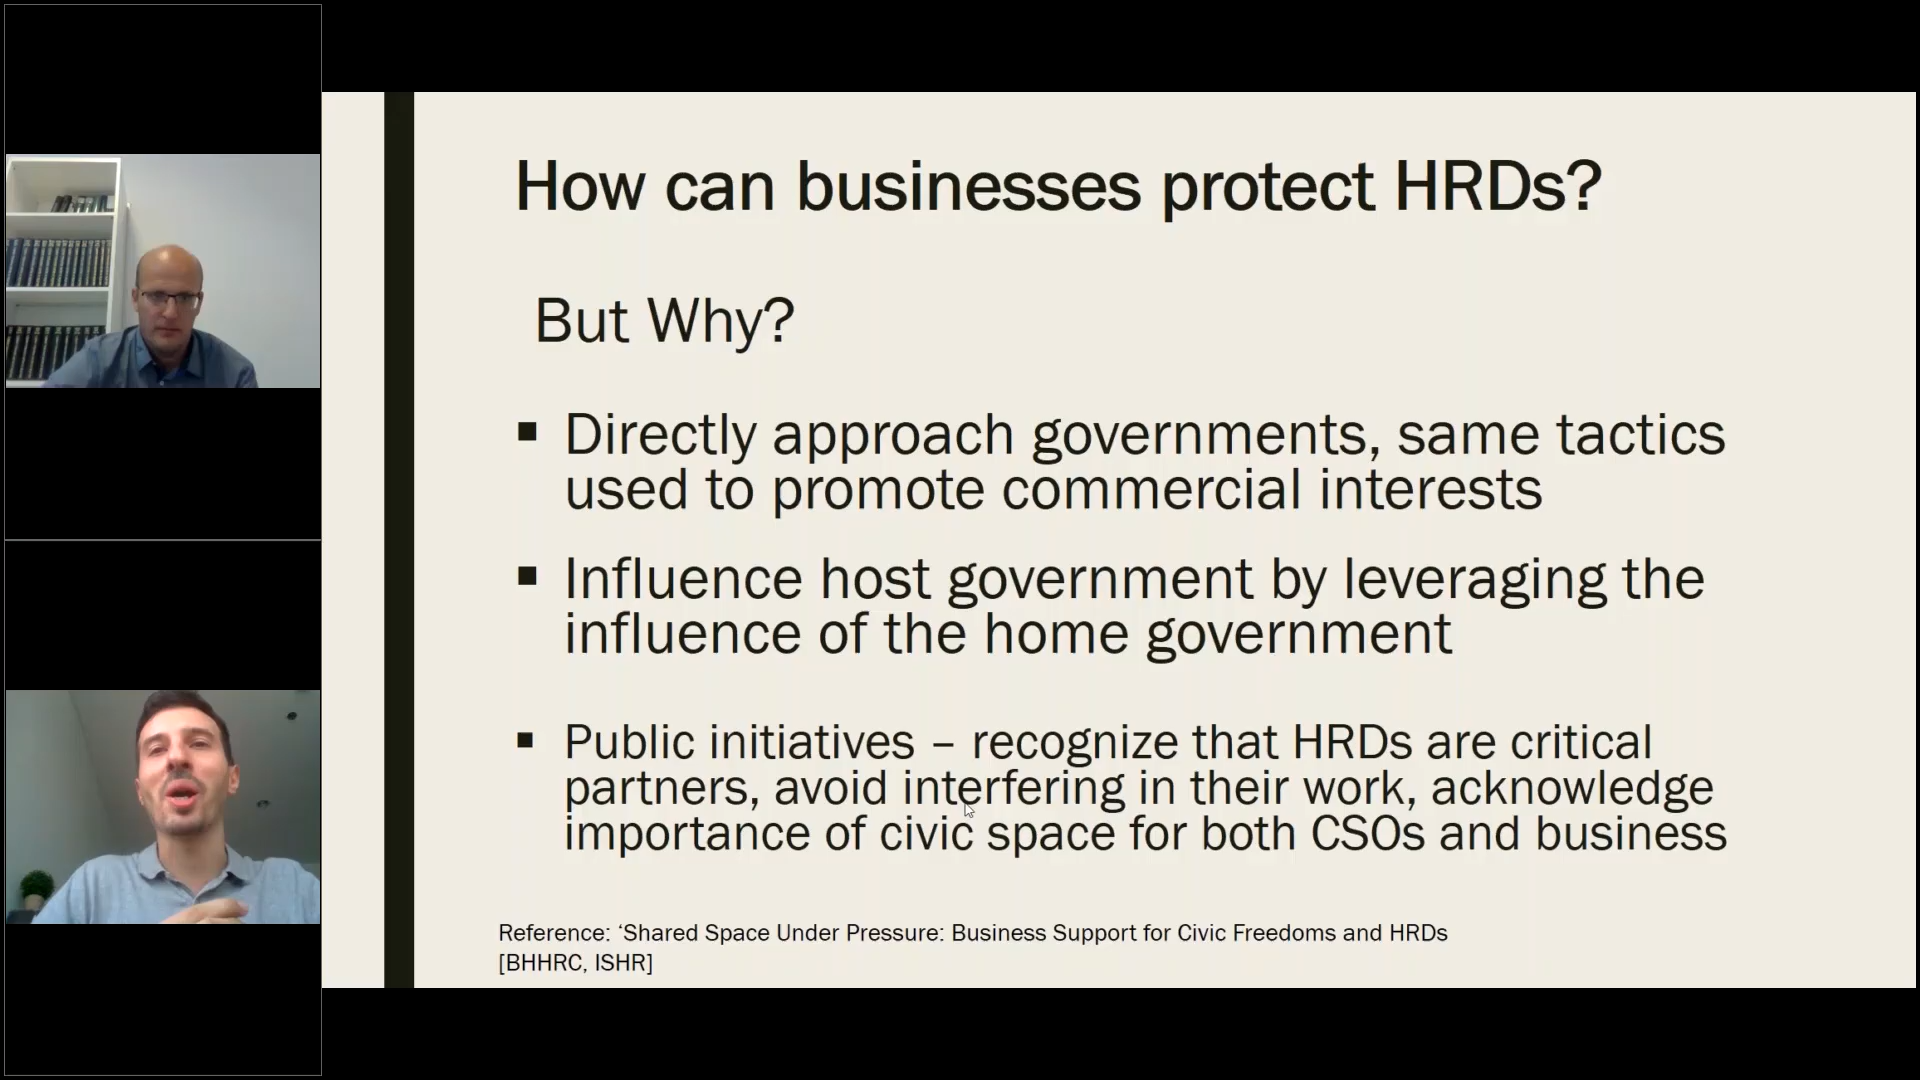 How can businesses protect HRDs?
But Why?
▪ Directly approach governments, same tactics
used to promote commercial interests
▪ Influence host government by leveraging the
influence of the home government
▪ Public initiatives – recognize that HRDs are critical
partners, avoid interfering in their work, acknowledge
importance of civic space for both CSOs and business
Reference: ‘Shared Space Under Pressure: Business Support for Civic Freedoms and HRDs
[BHHRC, ISHR]